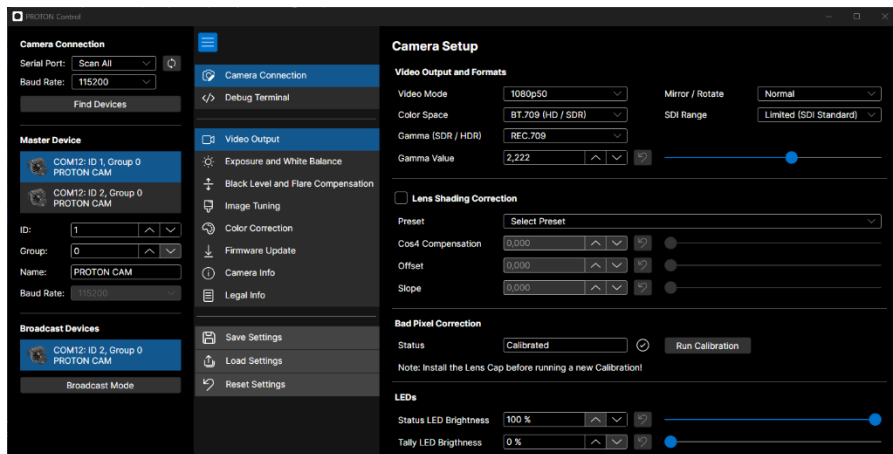 PROTON Control
Camera Connection
Serial Port: Scan All
Baud Rate: 115200
Find Devices
Master Device
COM12: ID 1, Group 0
PROTON CAM
COM12: ID 2, Group 0
PROTON CAM
ID: 1
Group: 0
Name: PROTON CAM
Baud Rate: 115200
Broadcast Devices
COM12: ID 2, Group 0
PROTON CAM
Broadcast Mode
Camera Connection
Debug Terminal
Video Output
Exposure and White Balance
Black Level and Flare Compensation
Image Tuning
Color Correction
Firmware Update
Camera Info
Legal Info
Save Settings
Load Settings
Reset Settings
Camera Setup
Video Output and Formats
Video Mode 1080p50 Mirror / Rotate Normal
Color Space BT.709 (HD / SDR) SDI Range Limited (SDI Standard)
Gamma (SDR / HDR) REC.709
Gamma Value 2,222
Lens Shading Correction
Preset Select Preset
Cos4 Compensation 0,000
Offset 0,000
Slope 0,000
Bad Pixel Correction
Status Calibrated Run Calibration
Note: Install the Lens Cap before running a new Calibration!
LEDs
Status LED Brightness 100 %
Tally LED Brigthness 0 %